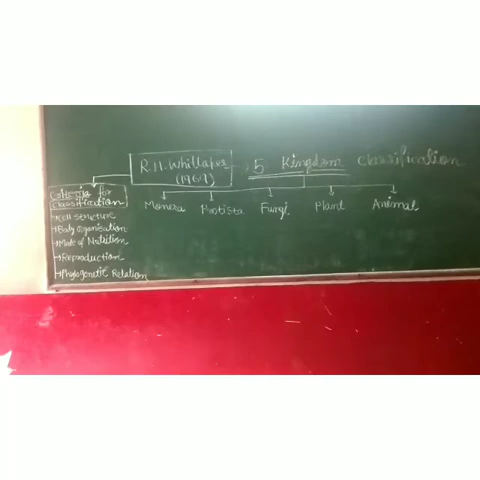 R.H. Whittaker
(1969)
5 Kingdom classification
Monera Protista Fungi Plant Animal
Criteria for
classification
→ Cell structure
→ Body Organisation
→ Mode of Nutrition
→ Reproduction
→ Phylogenetic Relation